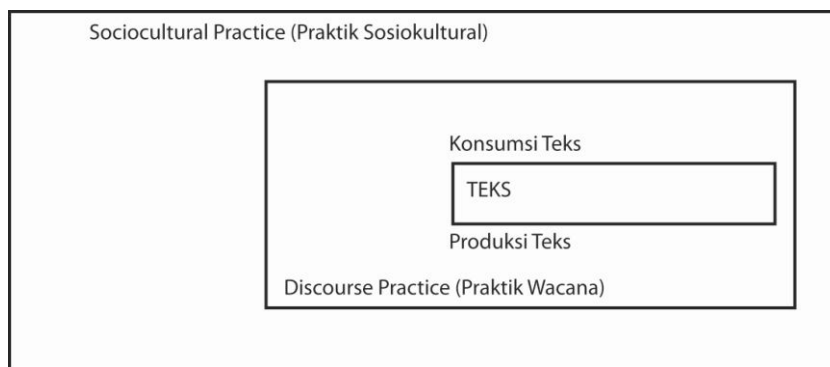 Sociocultural Practice (Praktik Sosiokultural)
Konsumsi Teks
TEKS
Produksi Teks
Discourse Practice (Praktik Wacana)